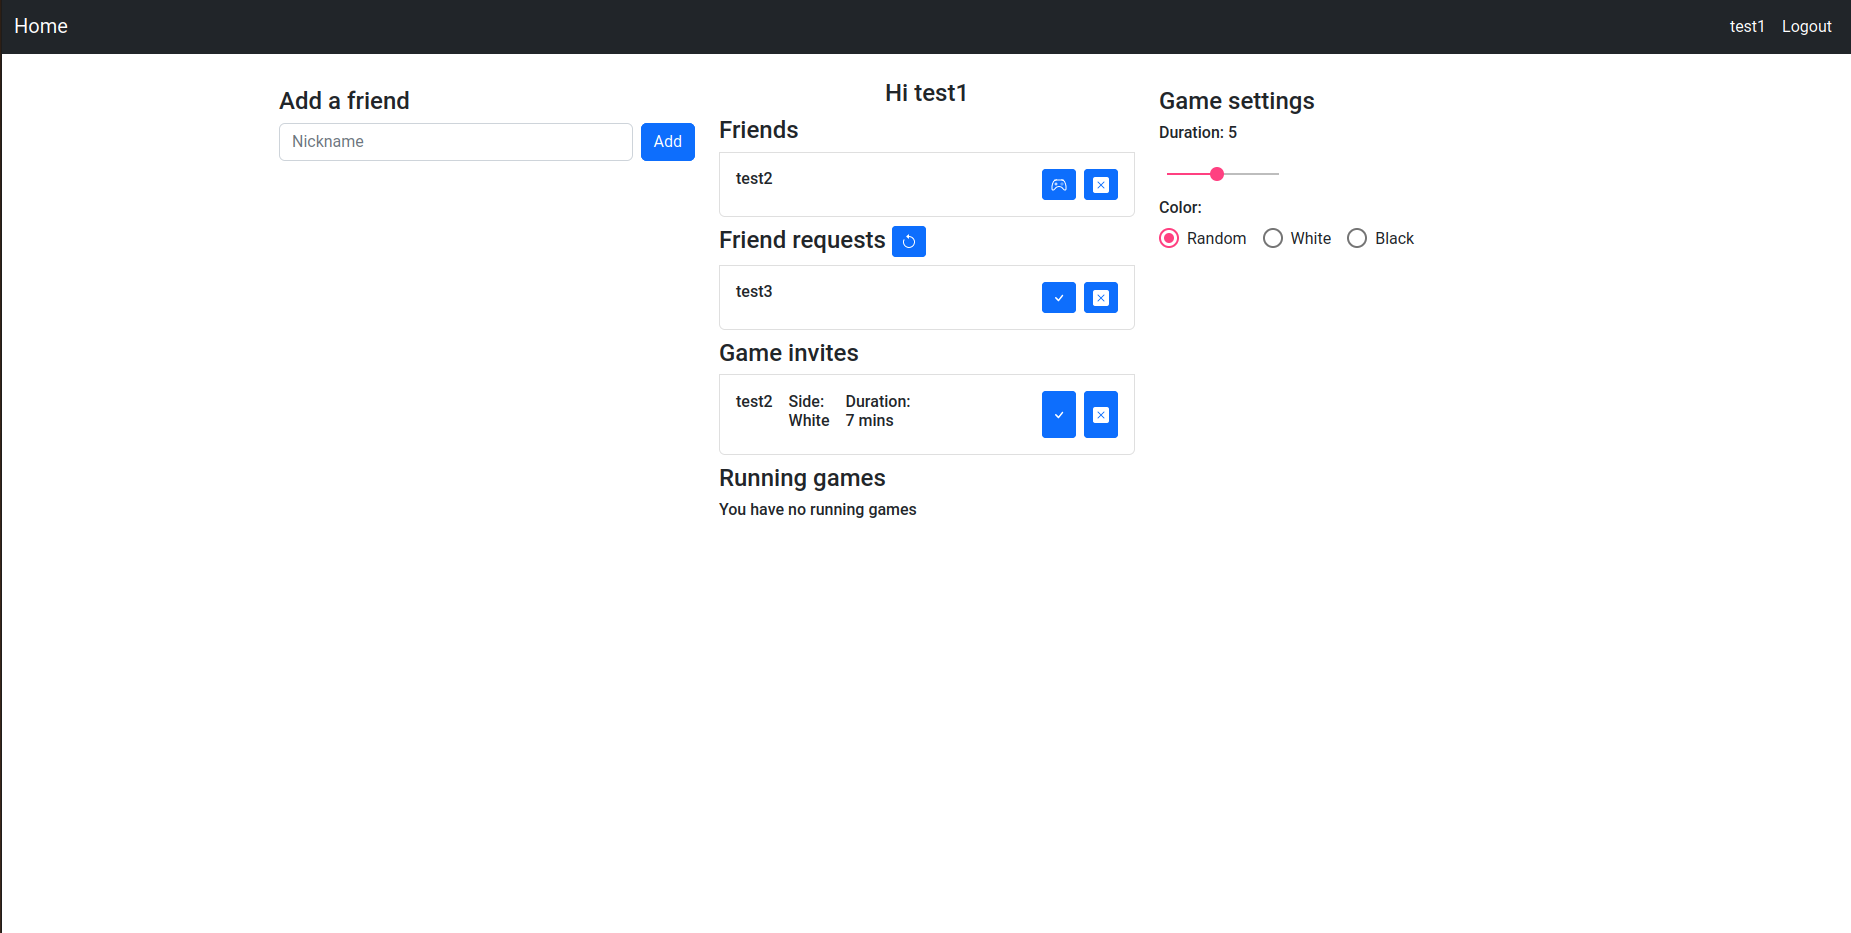 Home
test1 Logout
Add a friend
Nickname
Add
Hi test1
Friends
test2
Friend requests
test3
Game invites
test2 Side: Duration:
White 7 mins
Running games
You have no running games
Game settings
Duration: 5
Color:
Random White Black